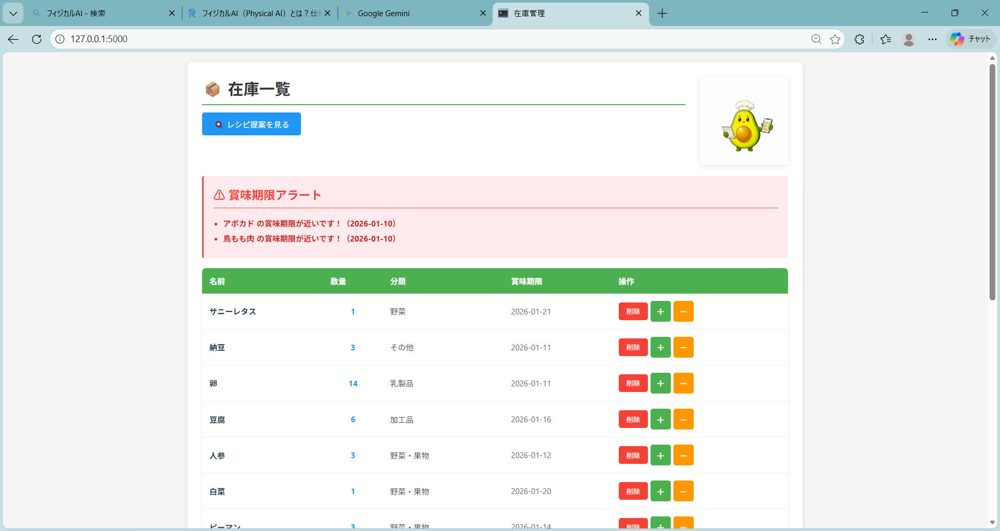 フィジカルAI - 検索
フィジカルAI（Physical AI）とは？仕
Google Gemini
在庫管理
127.0.0.1:5000
チャット
在庫一覧
レシピ提案を見る
賞味期限アラート
アボカド の賞味期限が近いです！（2026-01-10）
鳥もも肉 の賞味期限が近いです！（2026-01-10）
名前 数量 分類 賞味期限 操作
サニーレタス 1 野菜 2026-01-21 削除 + −
納豆 3 その他 2026-01-11 削除 + −
卵 14 乳製品 2026-01-11 削除 + −
豆腐 6 加工品 2026-01-16 削除 + −
人参 3 野菜・果物 2026-01-12 削除 + −
白菜 1 野菜・果物 2026-01-20 削除 + −
ピーマン 3 野菜・果物 2026-01-14 削除 + −